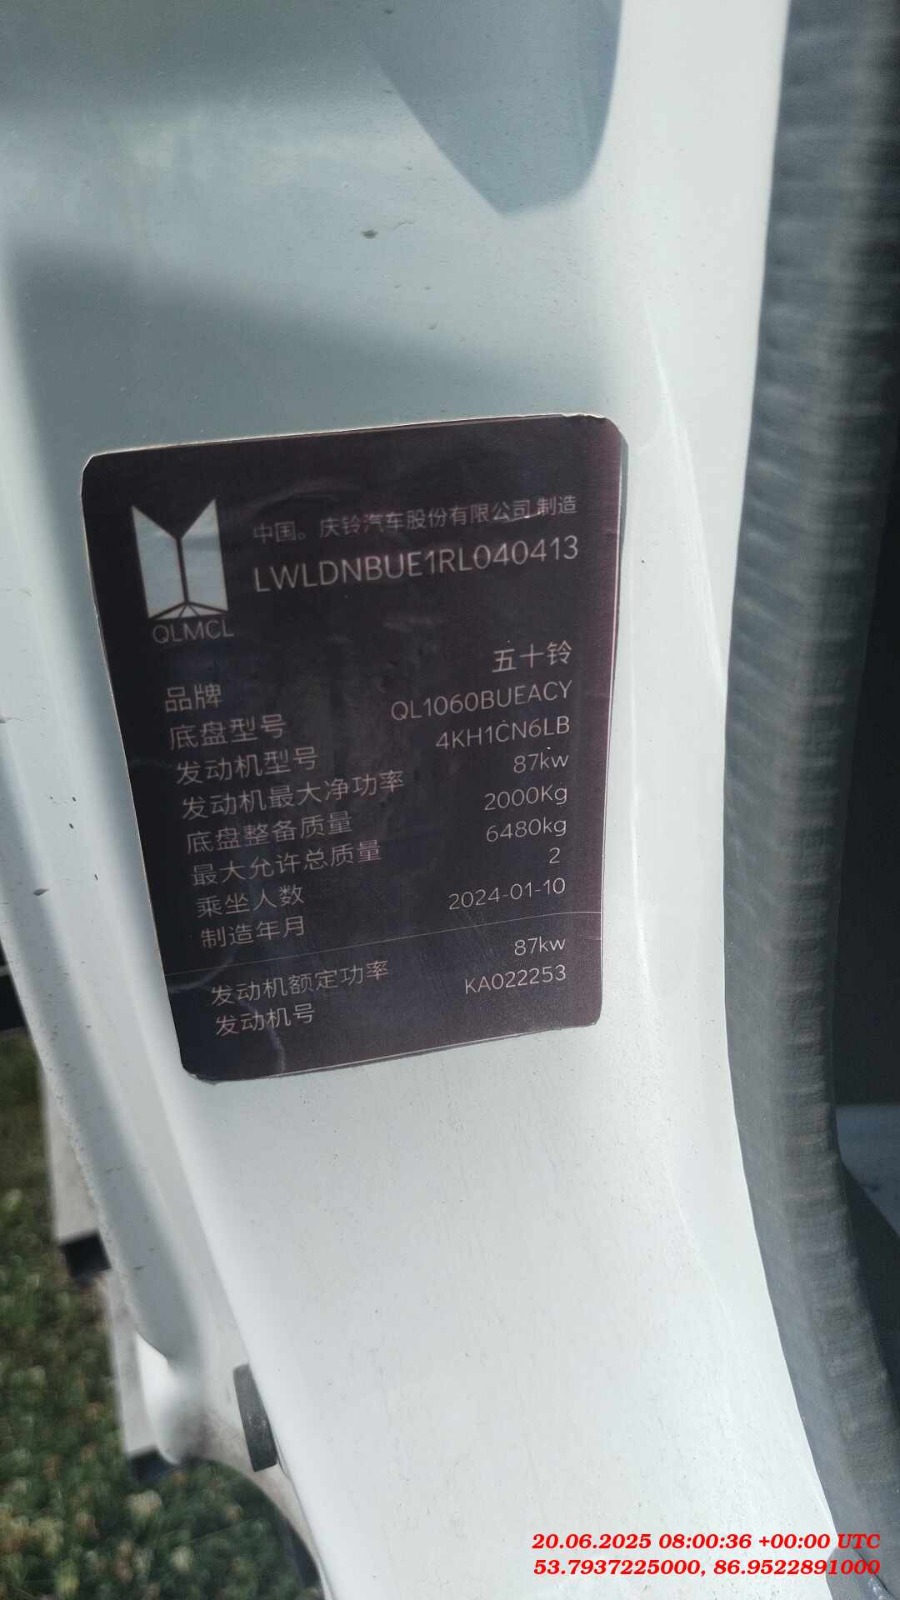 中国。庆铃汽车股份有限公司 制造
LWLDNBUE1RL040413
QLMCL
品牌 五十铃
底盘型号 QL1060BUEACY
发动机型号 4KH1CN6LB
发动机最大净功率 87kw
底盘整备质量 2000Kg
最大允许总质量 6480kg
乘坐人数 2
制造年月 2024-01-10
发动机额定功率 87kw
发动机号 KA022253
20.06.2025 08:00:36 +00:00 UTC
53.7937225000, 86.9522891000